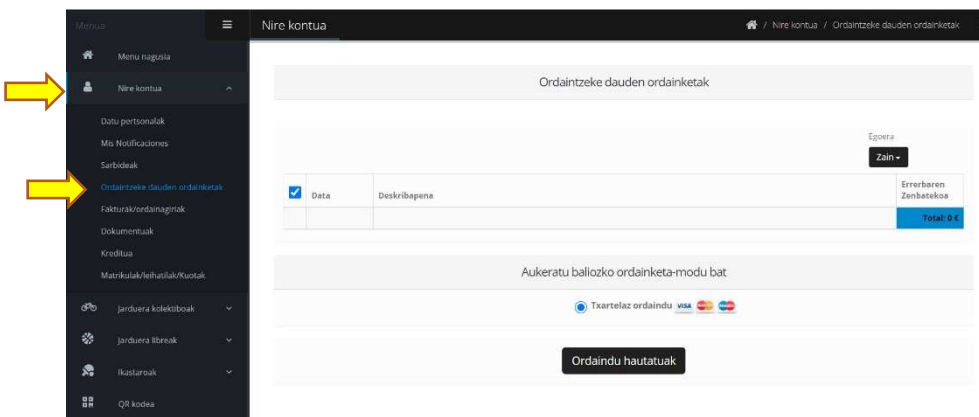 Menua
Nire kontua
/ Nire kontua / Ordaintzeke dauden ordainketak
Menu nagusia
Nire kontua
Datu pertsonalak
Mis Notificaciones
Sarbideak
Ordaintzeke dauden ordainketak
Fakturak/ordainagiriak
Dokumentuak
Kreditua
Matrikulak/leihatilak/Kuotak
Jarduera kolektiboak
Jarduera libreak
Ikastaroak
QR kodea
Ordaintzeke dauden ordainketak
Egoera
Zain
Data
Deskribapena
Errerbaren
Zenbatekoa
Total: 0 €
Aukeratu baliozko ordainketa-modu bat
Txartelaz ordaindu VISA
Ordaindu hautatuak